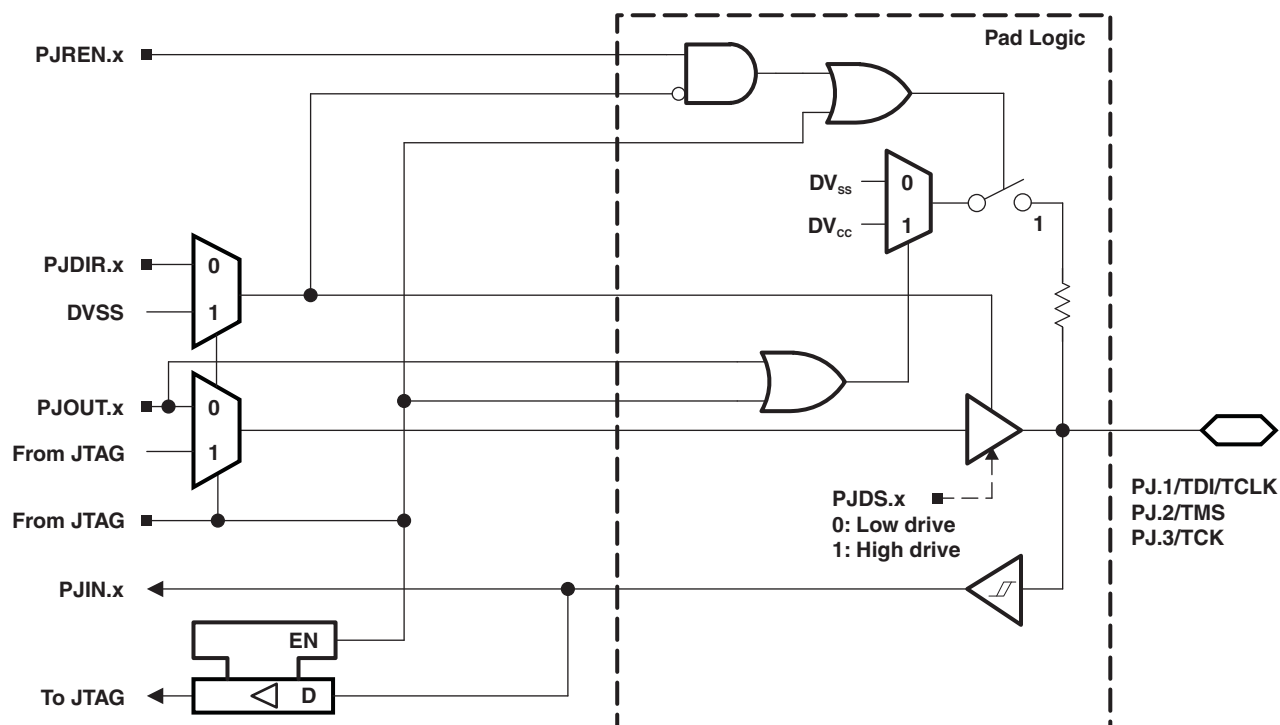 Pad Logic
PJREN.x
DVss
0
DVcc
1
1
PJDIR.x
0
DVSS
1
PJOUT.x
0
From JTAG
1
PJDS.x
0: Low drive
1: High drive
PJ.1/TDI/TCLK
PJ.2/TMS
PJ.3/TCK
From JTAG
PJIN.x
EN
To JTAG
D